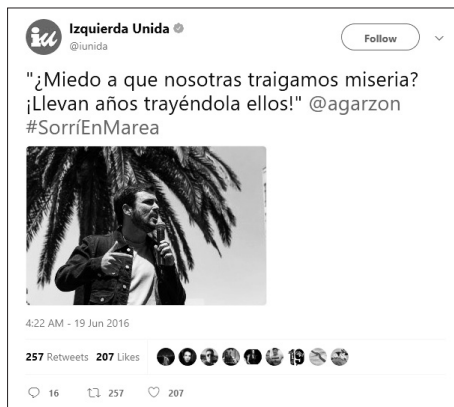 iu
Izquierda Unida
@iunida
Follow
"¿Miedo a que nosotras traigamos miseria?
¡Llevan años trayéndola ellos!" @agarzon
#SorríEnMarea
4:22 AM - 19 Jun 2016
257 Retweets 207 Likes
16 257 207